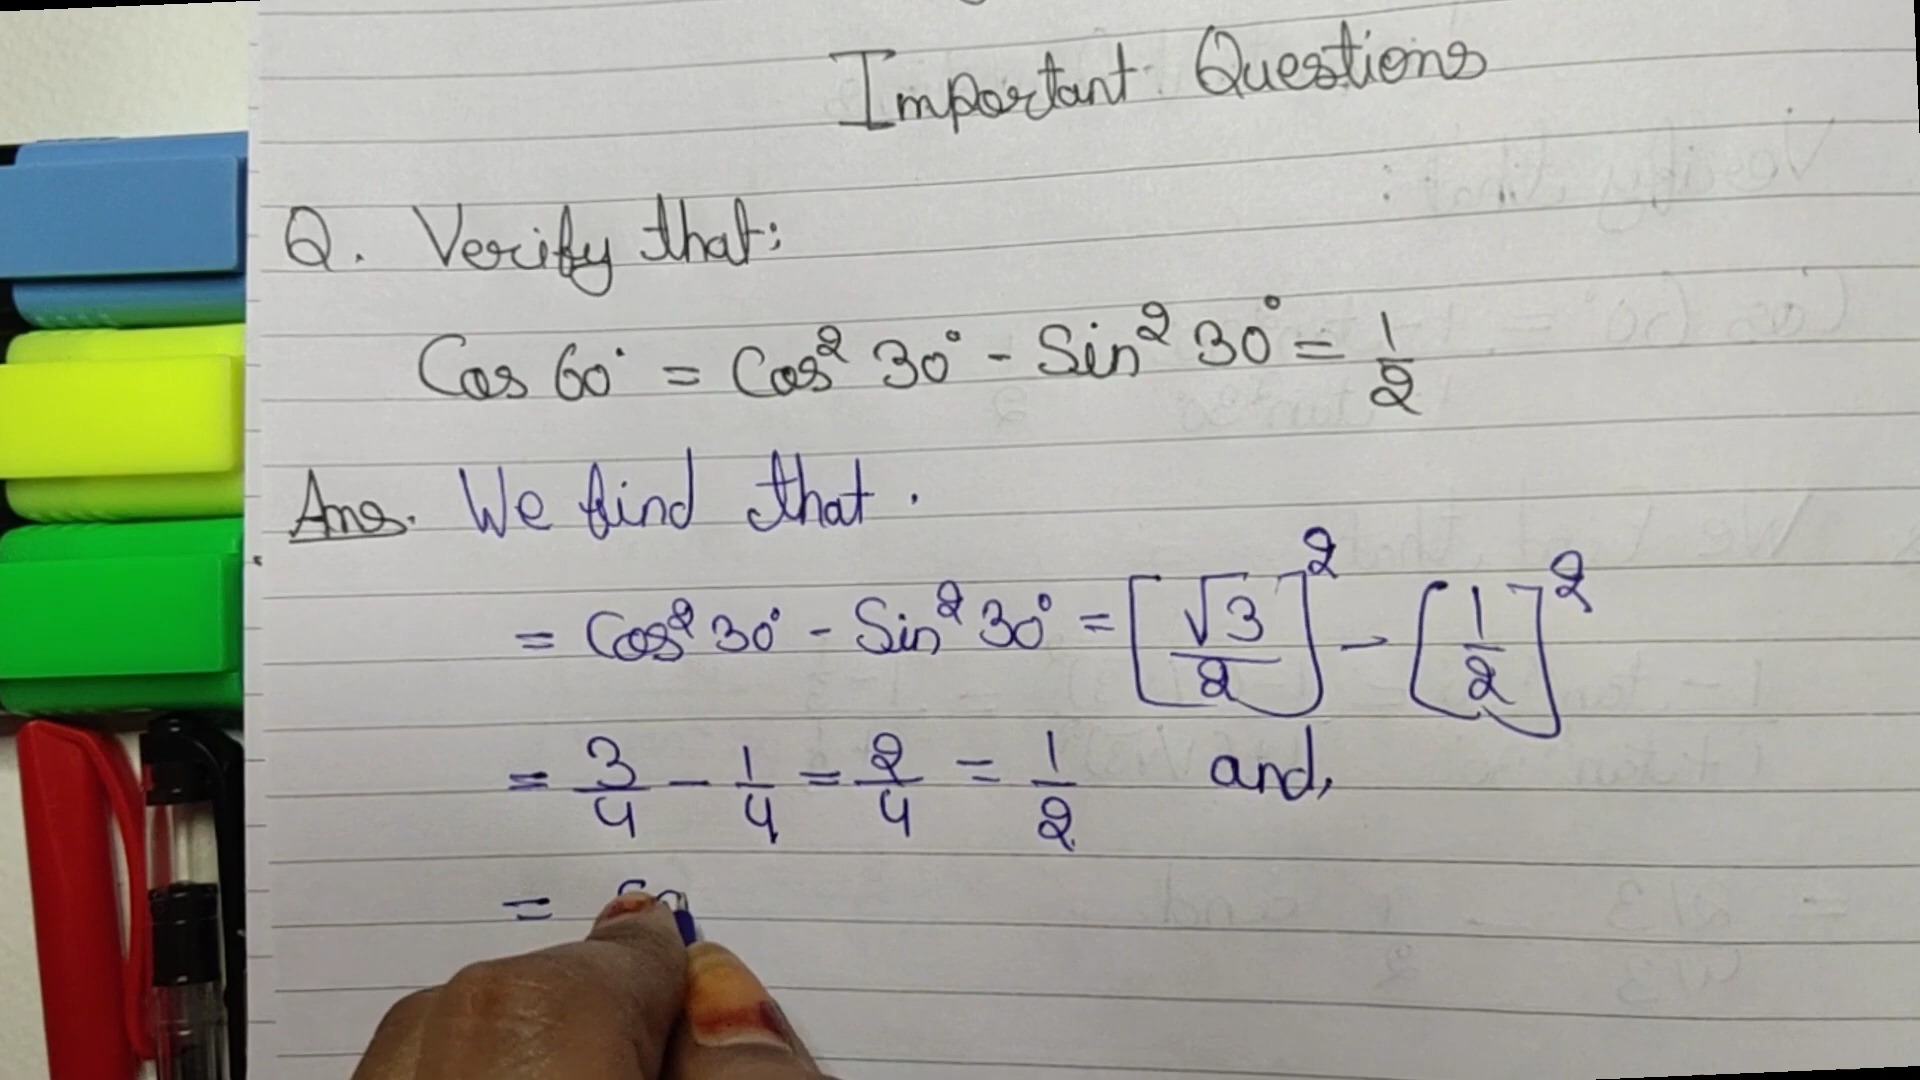 Important Questions
Q. Verify that:
Cos 60° = Cos² 30° - Sin² 30° = 1/2
Ans. We find that.
= Cos² 30° - Sin² 30° = [√3/2]² - [1/2]²
= 3/4 - 1/4 = 2/4 = 1/2 and,
=